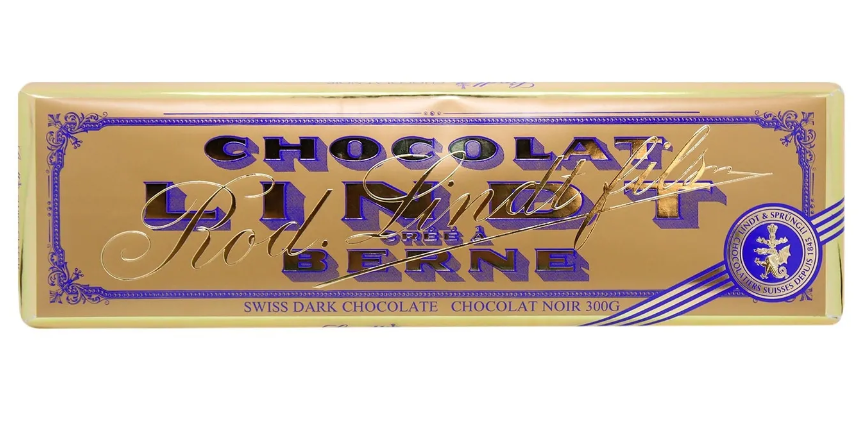 CHOCOLAT
LINDT
CRÉÉ À
BERNE
Rod. Lindt fils
SWISS DARK CHOCOLATE CHOCOLAT NOIR 300G
LINDT & SPRÜNGLI
CHOCOLATIERS SUISSES DEPUIS 1845